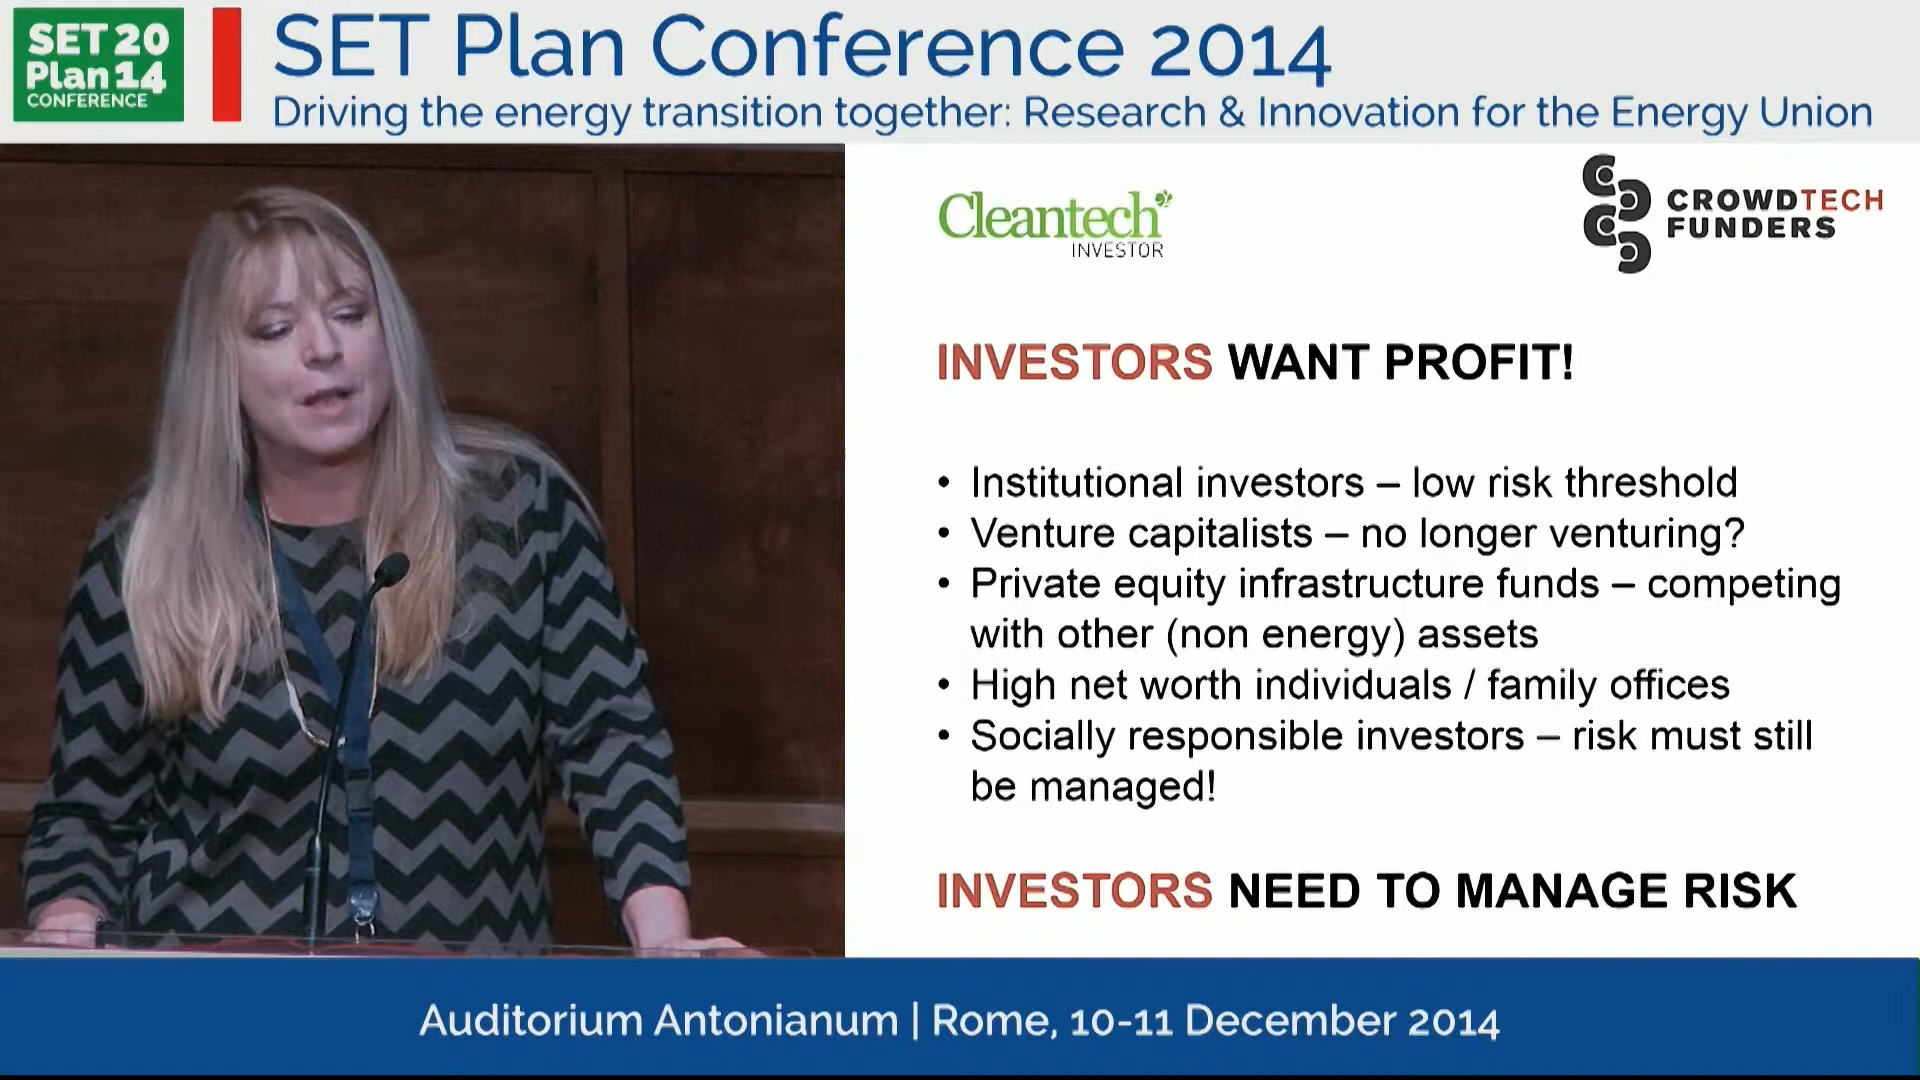 SET 20
Plan 14
CONFERENCE
SET Plan Conference 2014
Driving the energy transition together: Research & Innovation for the Energy Union
Cleantech
INVESTOR
CROWDTECH
FUNDERS
INVESTORS WANT PROFIT!
• Institutional investors – low risk threshold
• Venture capitalists – no longer venturing?
• Private equity infrastructure funds – competing
with other (non energy) assets
• High net worth individuals / family offices
• Socially responsible investors – risk must still
be managed!
INVESTORS NEED TO MANAGE RISK
Auditorium Antonianum | Rome, 10-11 December 2014